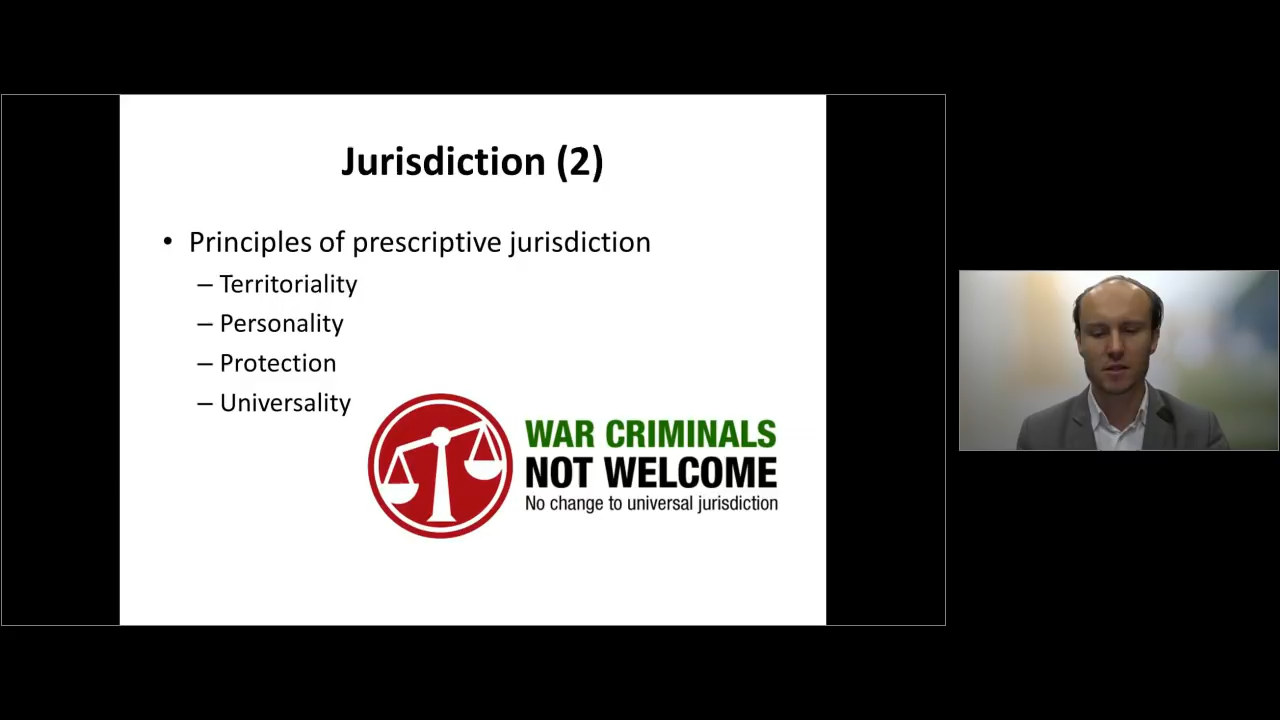 Jurisdiction (2)
• Principles of prescriptive jurisdiction
– Territoriality
– Personality
– Protection
– Universality
WAR CRIMINALS
NOT WELCOME
No change to universal jurisdiction